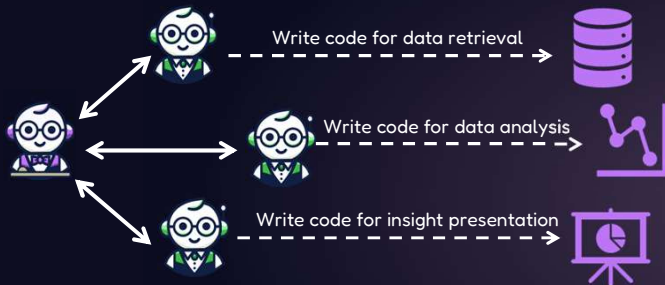 Write code for data retrieval
Write code for data analysis
Write code for insight presentation